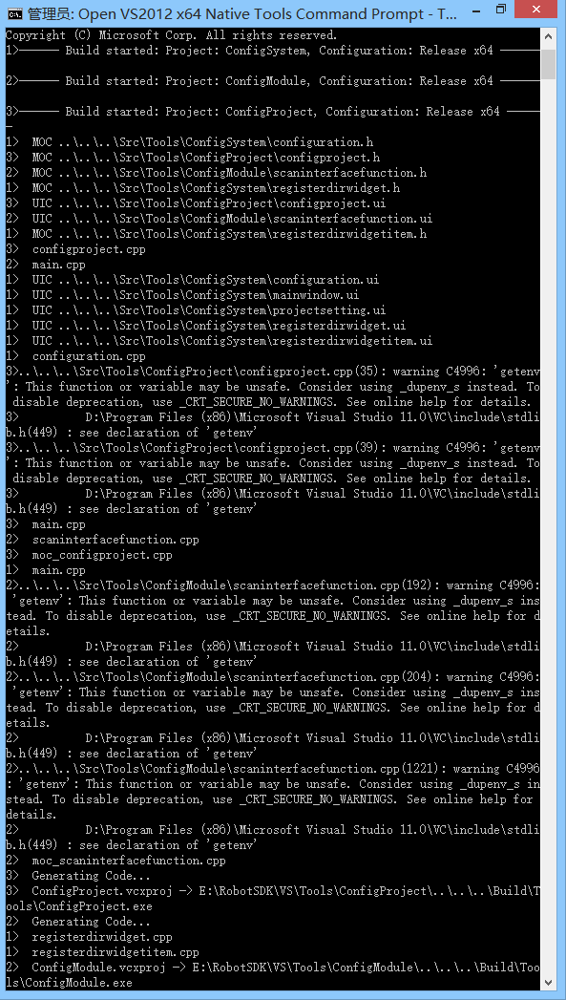 管理员: Open VS2012 x64 Native Tools Command Prompt - T...
Copyright (C) Microsoft Corp. All rights reserved.
1>------ Build started: Project: ConfigSystem, Configuration: Release x64 ------
2>------ Build started: Project: ConfigModule, Configuration: Release x64 ------
3>------ Build started: Project: ConfigProject, Configuration: Release x64 -----
-
1>  MOC ..\..\..\Src\Tools\ConfigSystem\configuration.h
3>  MOC ..\..\..\Src\Tools\ConfigProject\configproject.h
2>  MOC ..\..\..\Src\Tools\ConfigModule\scaninterfacefunction.h
1>  MOC ..\..\..\Src\Tools\ConfigSystem\registerdirwidget.h
3>  UIC ..\..\..\Src\Tools\ConfigProject\configproject.ui
2>  UIC ..\..\..\Src\Tools\ConfigModule\scaninterfacefunction.ui
1>  MOC ..\..\..\Src\Tools\ConfigSystem\registerdirwidgetitem.h
3>  configproject.cpp
2>  main.cpp
1>  UIC ..\..\..\Src\Tools\ConfigSystem\configuration.ui
1>  UIC ..\..\..\Src\Tools\ConfigSystem\mainwindow.ui
1>  UIC ..\..\..\Src\Tools\ConfigSystem\projectsetting.ui
1>  UIC ..\..\..\Src\Tools\ConfigSystem\registerdirwidget.ui
1>  UIC ..\..\..\Src\Tools\ConfigSystem\registerdirwidgetitem.ui
1>  configuration.cpp
3>..\..\..\Src\Tools\ConfigProject\configproject.cpp(35): warning C4996: 'getenv
': This function or variable may be unsafe. Consider using _dupenv_s instead. To
 disable deprecation, use _CRT_SECURE_NO_WARNINGS. See online help for details.
3>          D:\Program Files (x86)\Microsoft Visual Studio 11.0\VC\include\stdli
b.h(449) : see declaration of 'getenv'
3>..\..\..\Src\Tools\ConfigProject\configproject.cpp(39): warning C4996: 'getenv
': This function or variable may be unsafe. Consider using _dupenv_s instead. To
 disable deprecation, use _CRT_SECURE_NO_WARNINGS. See online help for details.
3>          D:\Program Files (x86)\Microsoft Visual Studio 11.0\VC\include\stdli
b.h(449) : see declaration of 'getenv'
3>  main.cpp
2>  scaninterfacefunction.cpp
3>  moc_configproject.cpp
1>  main.cpp
2>..\..\..\Src\Tools\ConfigModule\scaninterfacefunction.cpp(192): warning C4996:
 'getenv': This function or variable may be unsafe. Consider using _dupenv_s ins
tead. To disable deprecation, use _CRT_SECURE_NO_WARNINGS. See online help for d
etails.
2>          D:\Program Files (x86)\Microsoft Visual Studio 11.0\VC\include\stdli
b.h(449) : see declaration of 'getenv'
2>..\..\..\Src\Tools\ConfigModule\scaninterfacefunction.cpp(204): warning C4996:
 'getenv': This function or variable may be unsafe. Consider using _dupenv_s ins
tead. To disable deprecation, use _CRT_SECURE_NO_WARNINGS. See online help for d
etails.
2>          D:\Program Files (x86)\Microsoft Visual Studio 11.0\VC\include\stdli
b.h(449) : see declaration of 'getenv'
2>..\..\..\Src\Tools\ConfigModule\scaninterfacefunction.cpp(1221): warning C4996
: 'getenv': This function or variable may be unsafe. Consider using _dupenv_s in
stead. To disable deprecation, use _CRT_SECURE_NO_WARNINGS. See online help for
details.
2>          D:\Program Files (x86)\Microsoft Visual Studio 11.0\VC\include\stdli
b.h(449) : see declaration of 'getenv'
2>  moc_scaninterfacefunction.cpp
3>  Generating Code...
3>  ConfigProject.vcxproj -> E:\RobotSDK\VS\Tools\ConfigProject\..\..\..\Build\T
ools\ConfigProject.exe
2>  Generating Code...
1>  registerdirwidget.cpp
1>  registerdirwidgetitem.cpp
2>  ConfigModule.vcxproj -> E:\RobotSDK\VS\Tools\ConfigModule\..\..\..\Build\Too
ls\ConfigModule.exe